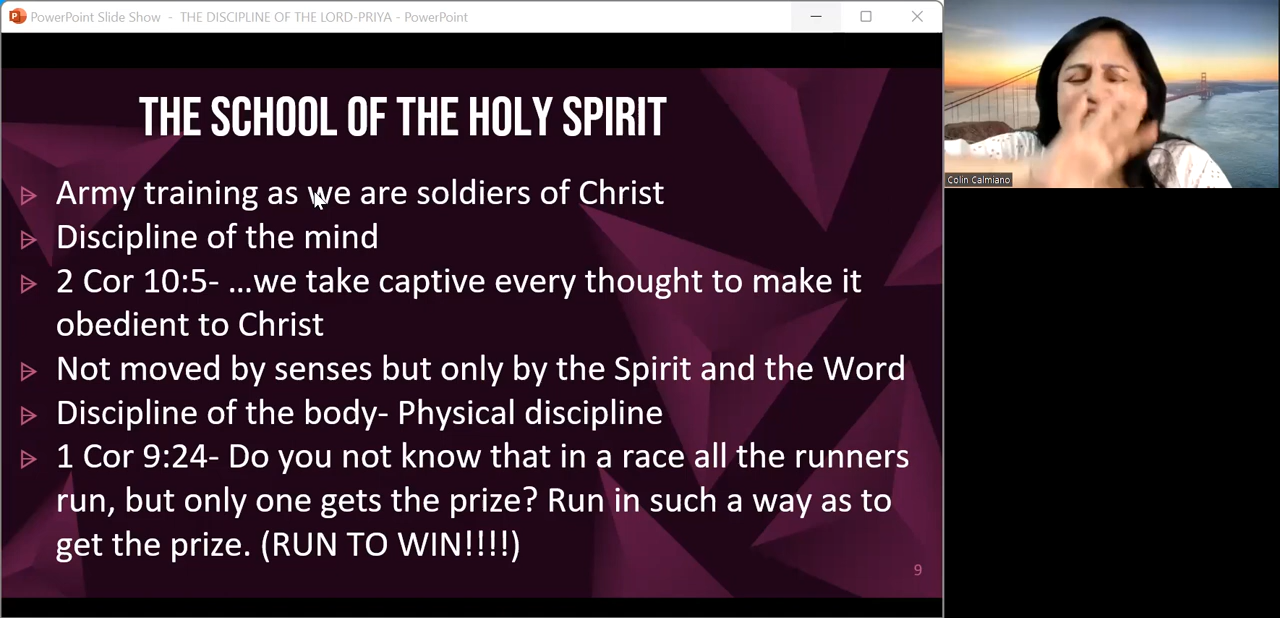 PowerPoint Slide Show - THE DISCIPLINE OF THE LORD-PRIYA - PowerPoint
THE SCHOOL OF THE HOLY SPIRIT
Army training as we are soldiers of Christ
Discipline of the mind
2 Cor 10:5- ...we take captive every thought to make it
obedient to Christ
Not moved by senses but only by the Spirit and the Word
Discipline of the body- Physical discipline
1 Cor 9:24- Do you not know that in a race all the runners
run, but only one gets the prize? Run in such a way as to
get the prize. (RUN TO WIN!!!!)
9
Colin Calmiano